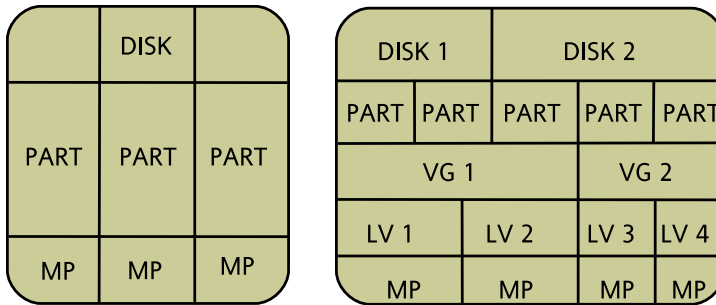 DISK
PART PART PART
MP MP MP
DISK 1 DISK 2
PART PART PART PART PART
VG 1 VG 2
LV 1 LV 2 LV 3 LV 4
MP MP MP MP